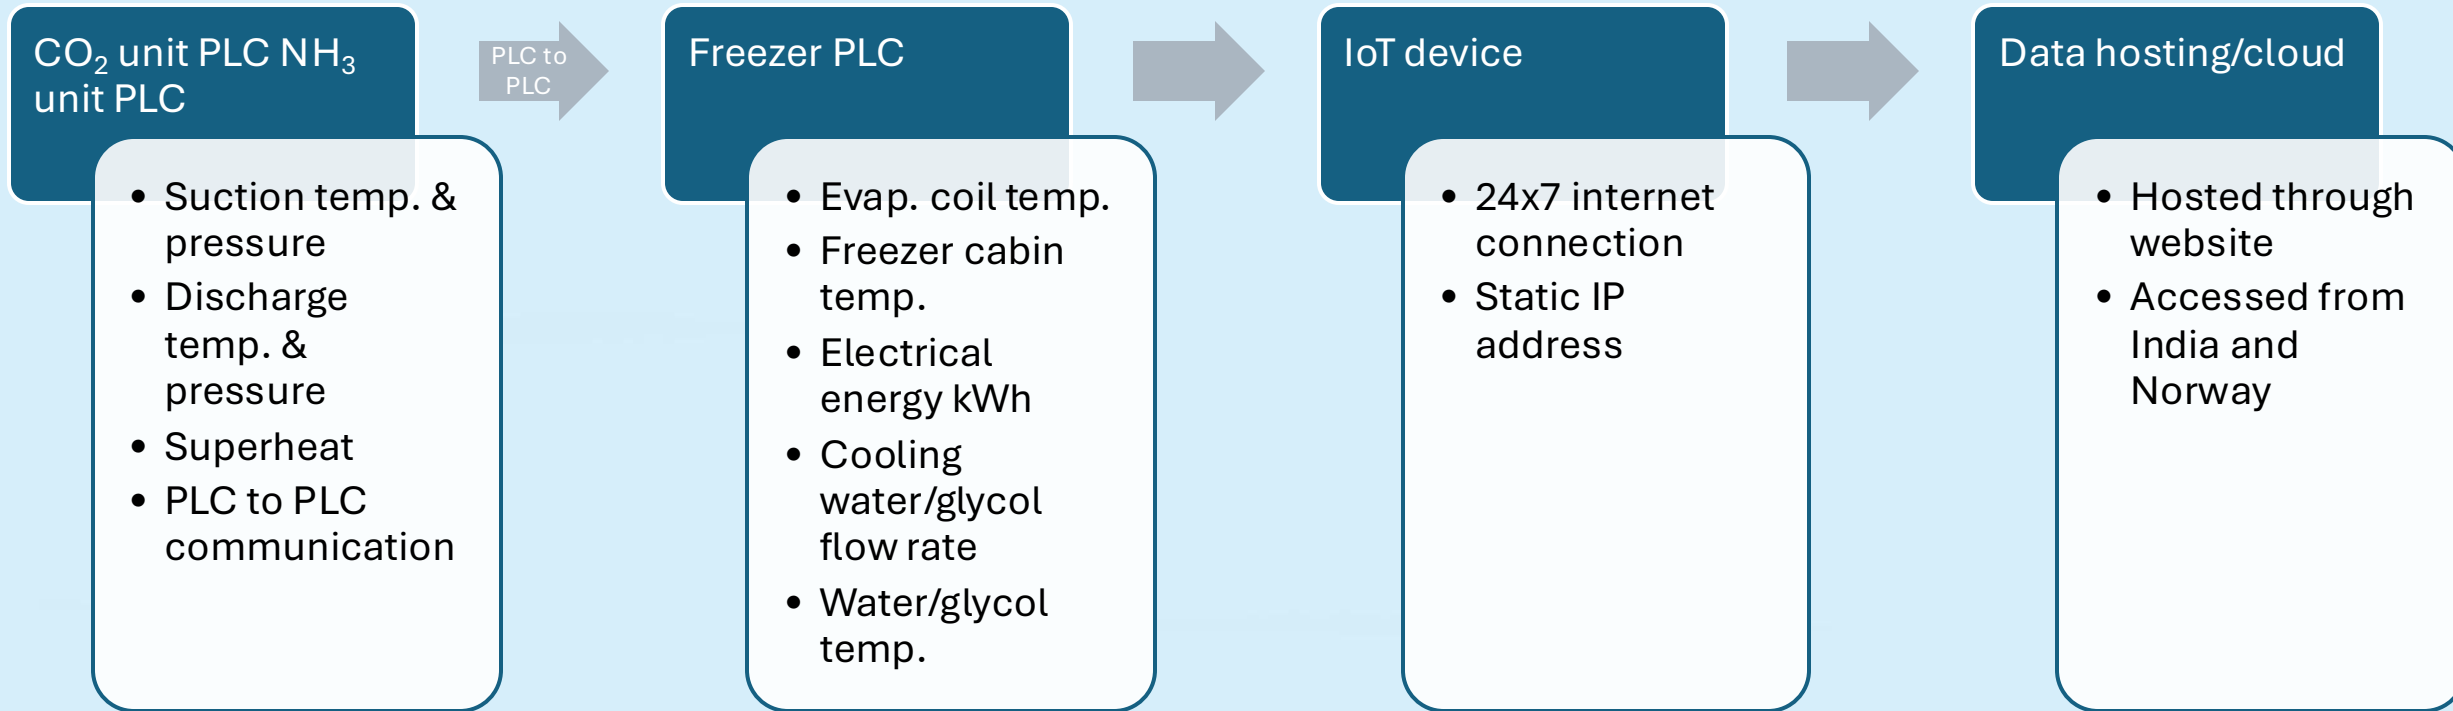 CO₂ unit PLC NH₃
unit PLC
• Suction temp. &
pressure
• Discharge
temp. &
pressure
• Superheat
• PLC to PLC
communication
PLC to
PLC
Freezer PLC
• Evap. coil temp.
• Freezer cabin
temp.
• Electrical
energy kWh
• Cooling
water/glycol
flow rate
• Water/glycol
temp.
IoT device
• 24x7 internet
connection
• Static IP
address
Data hosting/cloud
• Hosted through
website
• Accessed from
India and
Norway